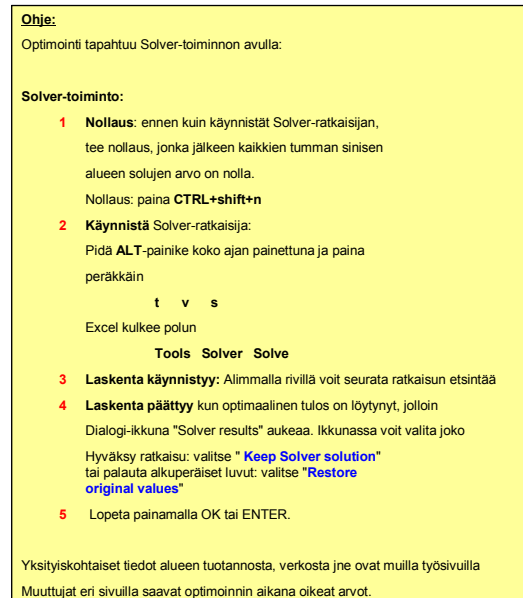 Ohje:
Optimointi tapahtuu Solver-toiminnon avulla:
Solver-toiminto:
1 Nollaus: ennen kuin käynnistät Solver-ratkaisijan,
tee nollaus, jonka jälkeen kaikkien tumman sinisen
alueen solujen arvo on nolla.
Nollaus: paina CTRL+shift+n
2 Käynnistä Solver-ratkaisija:
Pidä ALT-painike koko ajan painettuna ja paina
peräkkäin
t v s
Excel kulkee polun
Tools Solver Solve
3 Laskenta käynnistyy: Alimmalla rivillä voit seurata ratkaisun etsintää
4 Laskenta päättyy kun optimaalinen tulos on löytynyt, jolloin
Dialogi-ikkuna "Solver results" aukeaa. Ikkunassa voit valita joko
Hyväksy ratkaisu: valitse " Keep Solver solution"
tai palauta alkuperäiset luvut: valitse "Restore
original values"
5 Lopeta painamalla OK tai ENTER.
Yksityiskohtaiset tiedot alueen tuotannosta, verkosta jne ovat muilla työsivuilla
Muuttujat eri sivuilla saavat optimoinnin aikana oikeat arvot.